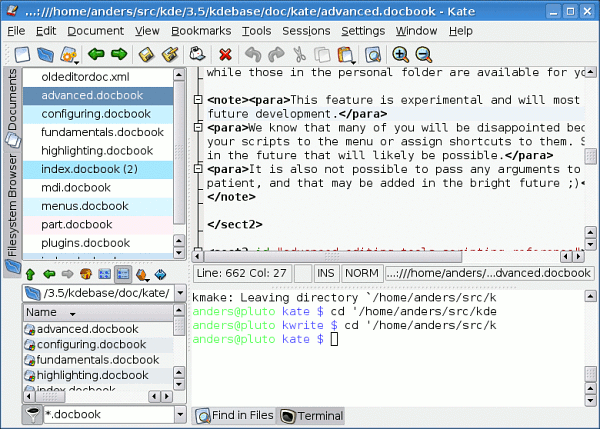 ...:///home/anders/src/kde/3.5/kdebase/doc/kate/advanced.docbook - Kate
File Edit Document View Bookmarks Tools Sessions Settings Window Help
Documents
Filesystem Browser
oldeditordoc.xml
advanced.docbook
configuring.docbook
fundamentals.docbook
highlighting.docbook
index.docbook (2)
mdi.docbook
menus.docbook
part.docbook
plugins.docbook
while those in the personal folder are available for yo
<note><para>This feature is experimental and will most
future development.</para>
<para>We know that many of you will be disappointed bec
your scripts to the menu or assign shortcuts to them. S
in the future that will likely be possible.</para>
<para>It is also not possible to pass any arguments to
patient, and that may be added in the bright future ;)<
</note>
</sect2>
<sect2 id="advanced-editing-tools-scripting-reference">
Line: 662 Col: 27 INS NORM ...:///home/anders/...dvanced.docbook
/3.5/kdebase/doc/kate/
Name
advanced.docbook
configuring.docbook
fundamentals.docbook
highlighting.docbook
index.docbook
*.docbook
kmake: Leaving directory `/home/anders/src/k
anders@pluto kate $ cd '/home/anders/src/kde
anders@pluto kwrite $ cd '/home/anders/src/k
anders@pluto kate $
Find in Files Terminal